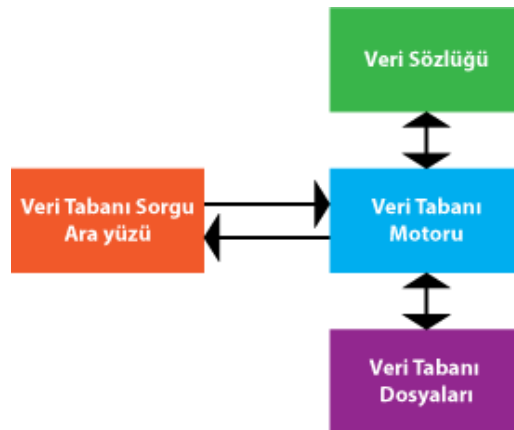 Veri Sözlüğü
Veri Tabanı Sorgu
Ara yüzü
Veri Tabanı
Motoru
Veri Tabanı
Dosyaları